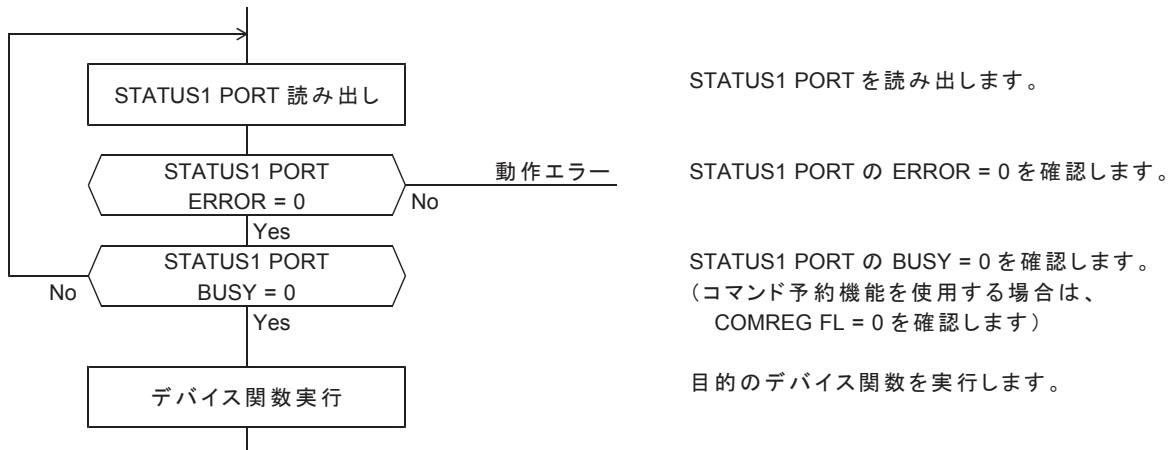 STATUS1 PORT 読み出し
STATUS1 PORT を読み出します。
STATUS1 PORT
ERROR = 0
動作エラー
No
Yes
STATUS1 PORT の ERROR = 0 を確認します。
STATUS1 PORT
BUSY = 0
No
Yes
STATUS1 PORT の BUSY = 0 を確認します。
(コマンド予約機能を使用する場合は、
COMREG FL = 0 を確認します)
デバイス関数実行
目的のデバイス関数を実行します。